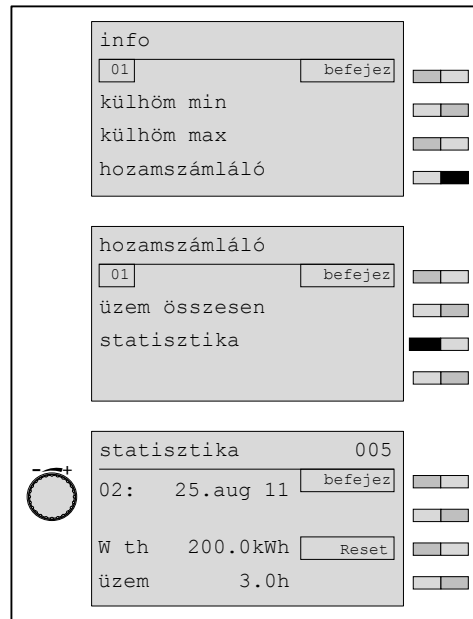 info
01 befejez
külhöm min
külhöm max
hozamszámláló
hozamszámláló
01 befejez
üzem összesen
statisztika
statisztika 005
02: 25.aug 11 befejez
- +
W th 200.0kWh Reset
üzem 3.0h